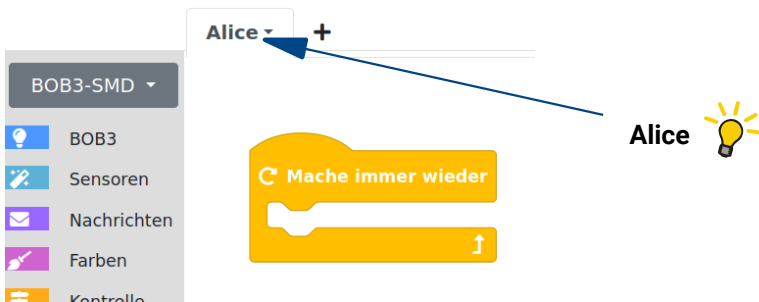 Alice
+
BOB3-SMD
BOB3
Sensoren
Nachrichten
Farben
Kontrolle
Mache immer wieder
Alice